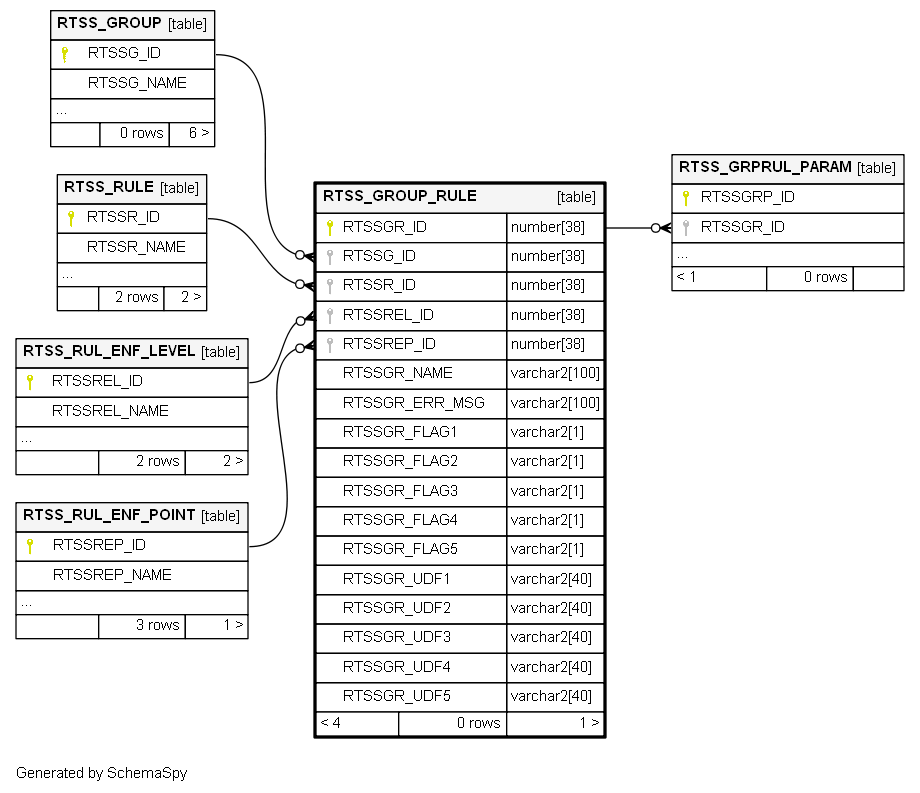 RTSS_GROUP [table]
RTSSG_ID
RTSSG_NAME
...
0 rows 6 >
RTSS_RULE [table]
RTSSR_ID
RTSSR_NAME
...
2 rows 2 >
RTSS_RUL_ENF_LEVEL [table]
RTSSREL_ID
RTSSREL_NAME
...
2 rows 2 >
RTSS_RUL_ENF_POINT [table]
RTSSREP_ID
RTSSREP_NAME
...
3 rows 1 >
RTSS_GROUP_RULE [table]
RTSSGR_ID number[38]
RTSSG_ID number[38]
RTSSR_ID number[38]
RTSSREL_ID number[38]
RTSSREP_ID number[38]
RTSSGR_NAME varchar2[100]
RTSSGR_ERR_MSG varchar2[100]
RTSSGR_FLAG1 varchar2[1]
RTSSGR_FLAG2 varchar2[1]
RTSSGR_FLAG3 varchar2[1]
RTSSGR_FLAG4 varchar2[1]
RTSSGR_FLAG5 varchar2[1]
RTSSGR_UDF1 varchar2[40]
RTSSGR_UDF2 varchar2[40]
RTSSGR_UDF3 varchar2[40]
RTSSGR_UDF4 varchar2[40]
RTSSGR_UDF5 varchar2[40]
< 4 0 rows 1 >
RTSS_GRPRUL_PARAM [table]
RTSSGRP_ID
RTSSGR_ID
...
< 1 0 rows
Generated by SchemaSpy